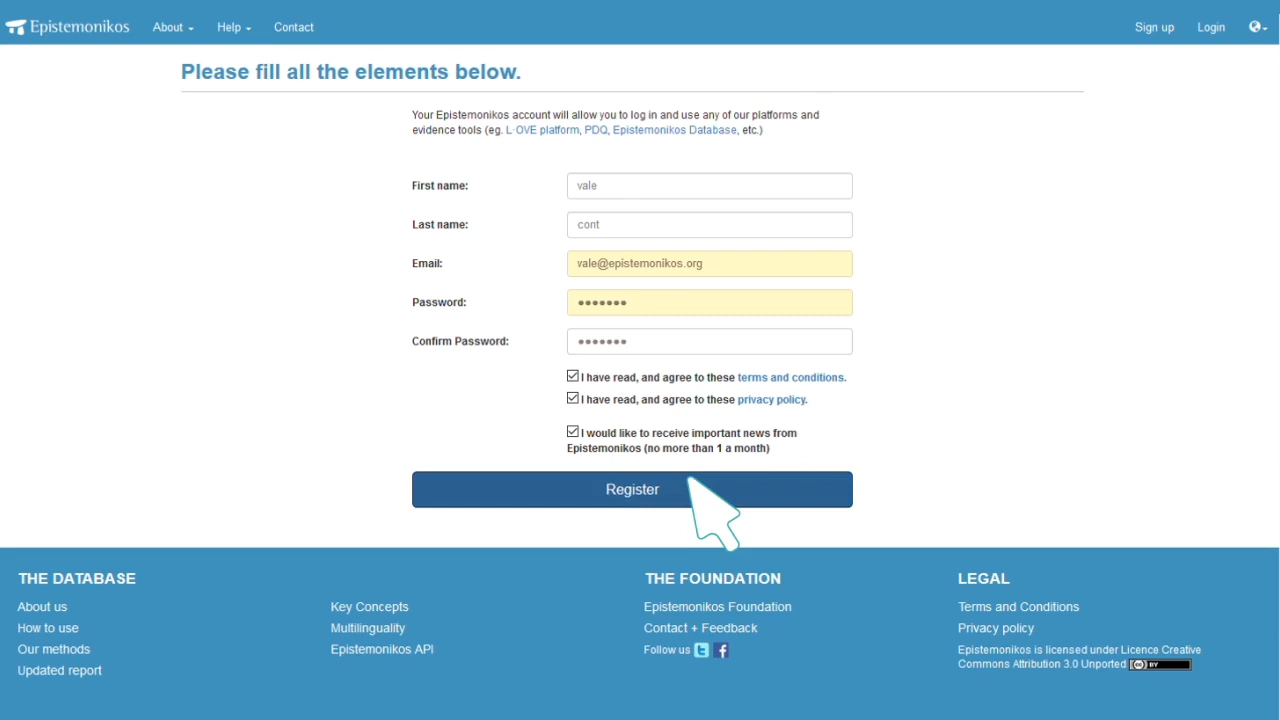 Epistemonikos About Help Contact Sign up Login
Please fill all the elements below.
Your Epistemonikos account will allow you to log in and use any of our platforms and
evidence tools (eg. L·OVE platform, PDQ, Epistemonikos Database, etc.)
First name: vale
Last name: cont
Email: vale@epistemonikos.org
Password: •••••••
Confirm Password: •••••••
I have read, and agree to these terms and conditions.
I have read, and agree to these privacy policy.
I would like to receive important news from
Epistemonikos (no more than 1 a month)
Register
THE DATABASE
About us
How to use
Our methods
Updated report
Key Concepts
Multilinguality
Epistemonikos API
THE FOUNDATION
Epistemonikos Foundation
Contact + Feedback
Follow us
LEGAL
Terms and Conditions
Privacy policy
Epistemonikos is licensed under Licence Creative
Commons Attribution 3.0 Unported (cc) BY